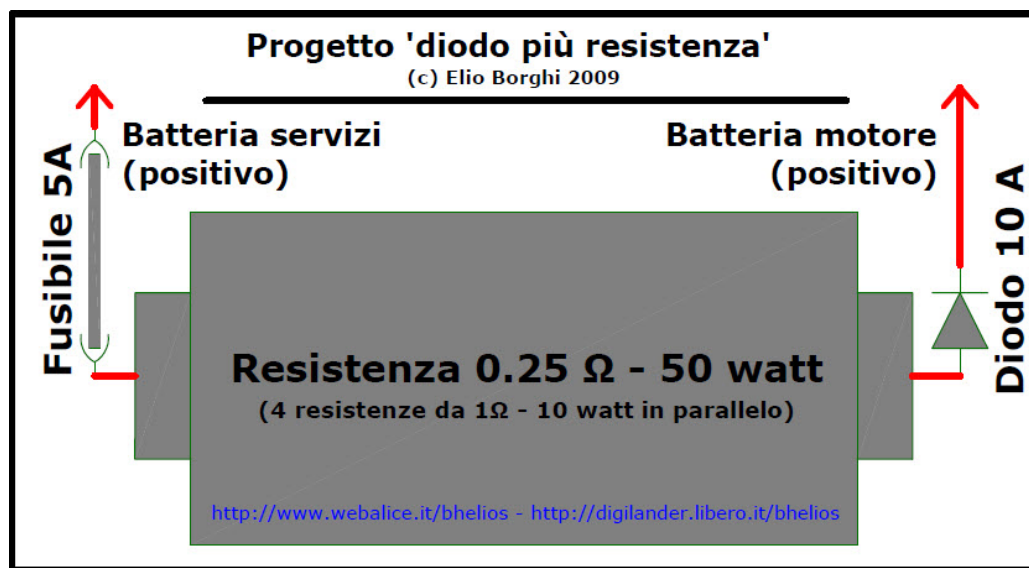 Progetto 'diodo più resistenza'
(c) Elio Borghi 2009
Batteria servizi
(positivo)
Batteria motore
(positivo)
Fusibile 5A
Diodo 10 A
Resistenza 0.25 Ω - 50 watt
(4 resistenze da 1Ω - 10 watt in parallelo)
http://www.webalice.it/bhelios - http://digilander.libero.it/bhelios